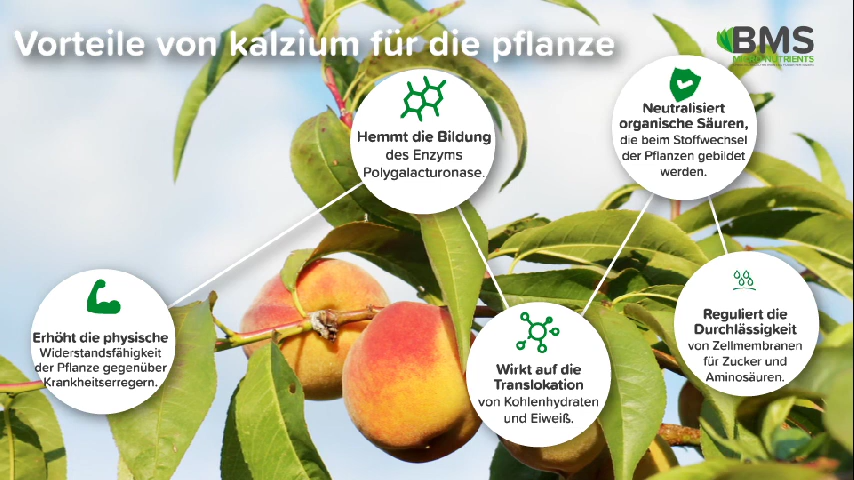 Vorteile von kalzium für die pflanze
BMS
MICRO-NUTRIENTS
Hemmt die Bildung
des Enzyms
Polygalacturonase.
Neutralisiert
organische Säuren,
die beim Stoffwechsel
der Pflanzen gebildet
werden.
Erhöht die physische
Widerstandsfähigkeit
der Pflanze gegenüber
Krankheitserregern.
Wirkt auf die
Translokation
von Kohlenhydraten
und Eiweiß.
Reguliert die
Durchlässigkeit
von Zellmembranen
für Zucker und
Aminosäuren.